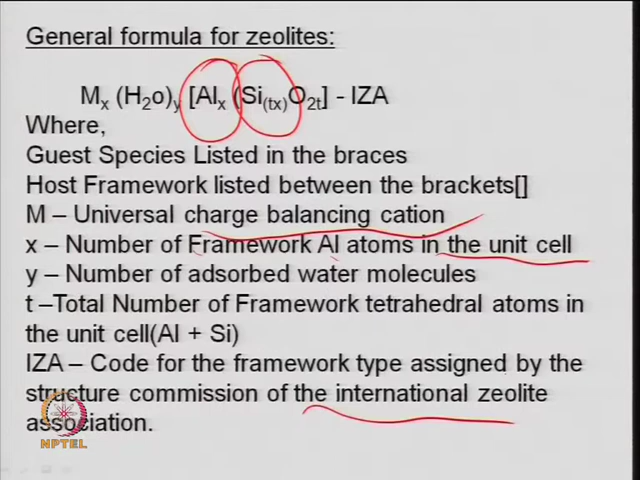 General formula for zeolites:
Mx (H2o)y [Alx (Si(tx)O2t] - IZA
Where,
Guest Species Listed in the braces
Host Framework listed between the brackets[]
M – Universal charge balancing cation
x – Number of Framework Al atoms in the unit cell
y – Number of adsorbed water molecules
t –Total Number of Framework tetrahedral atoms in
the unit cell(Al + Si)
IZA – Code for the framework type assigned by the
structure commission of the international zeolite
association.
NPTEL